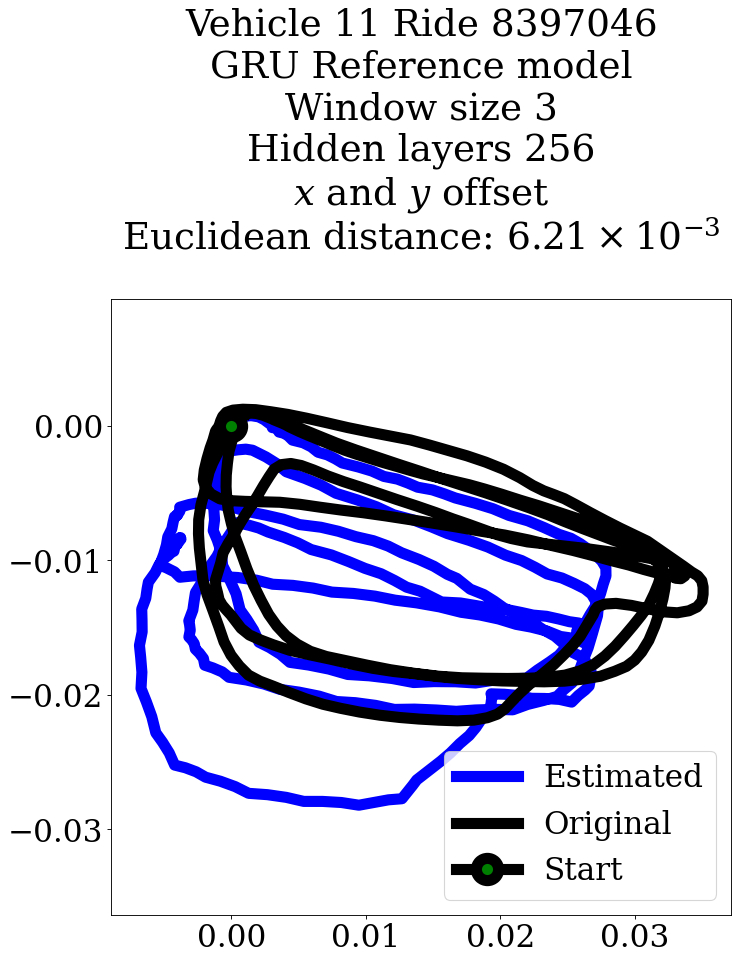 Vehicle 11 Ride 8397046
GRU Reference model
Window size 3
Hidden layers 256
x and y offset
Euclidean distance: 6.21 × 10⁻³
0.00
−0.01
−0.02
−0.03
Estimated
Original
Start
0.00 0.01 0.02 0.03